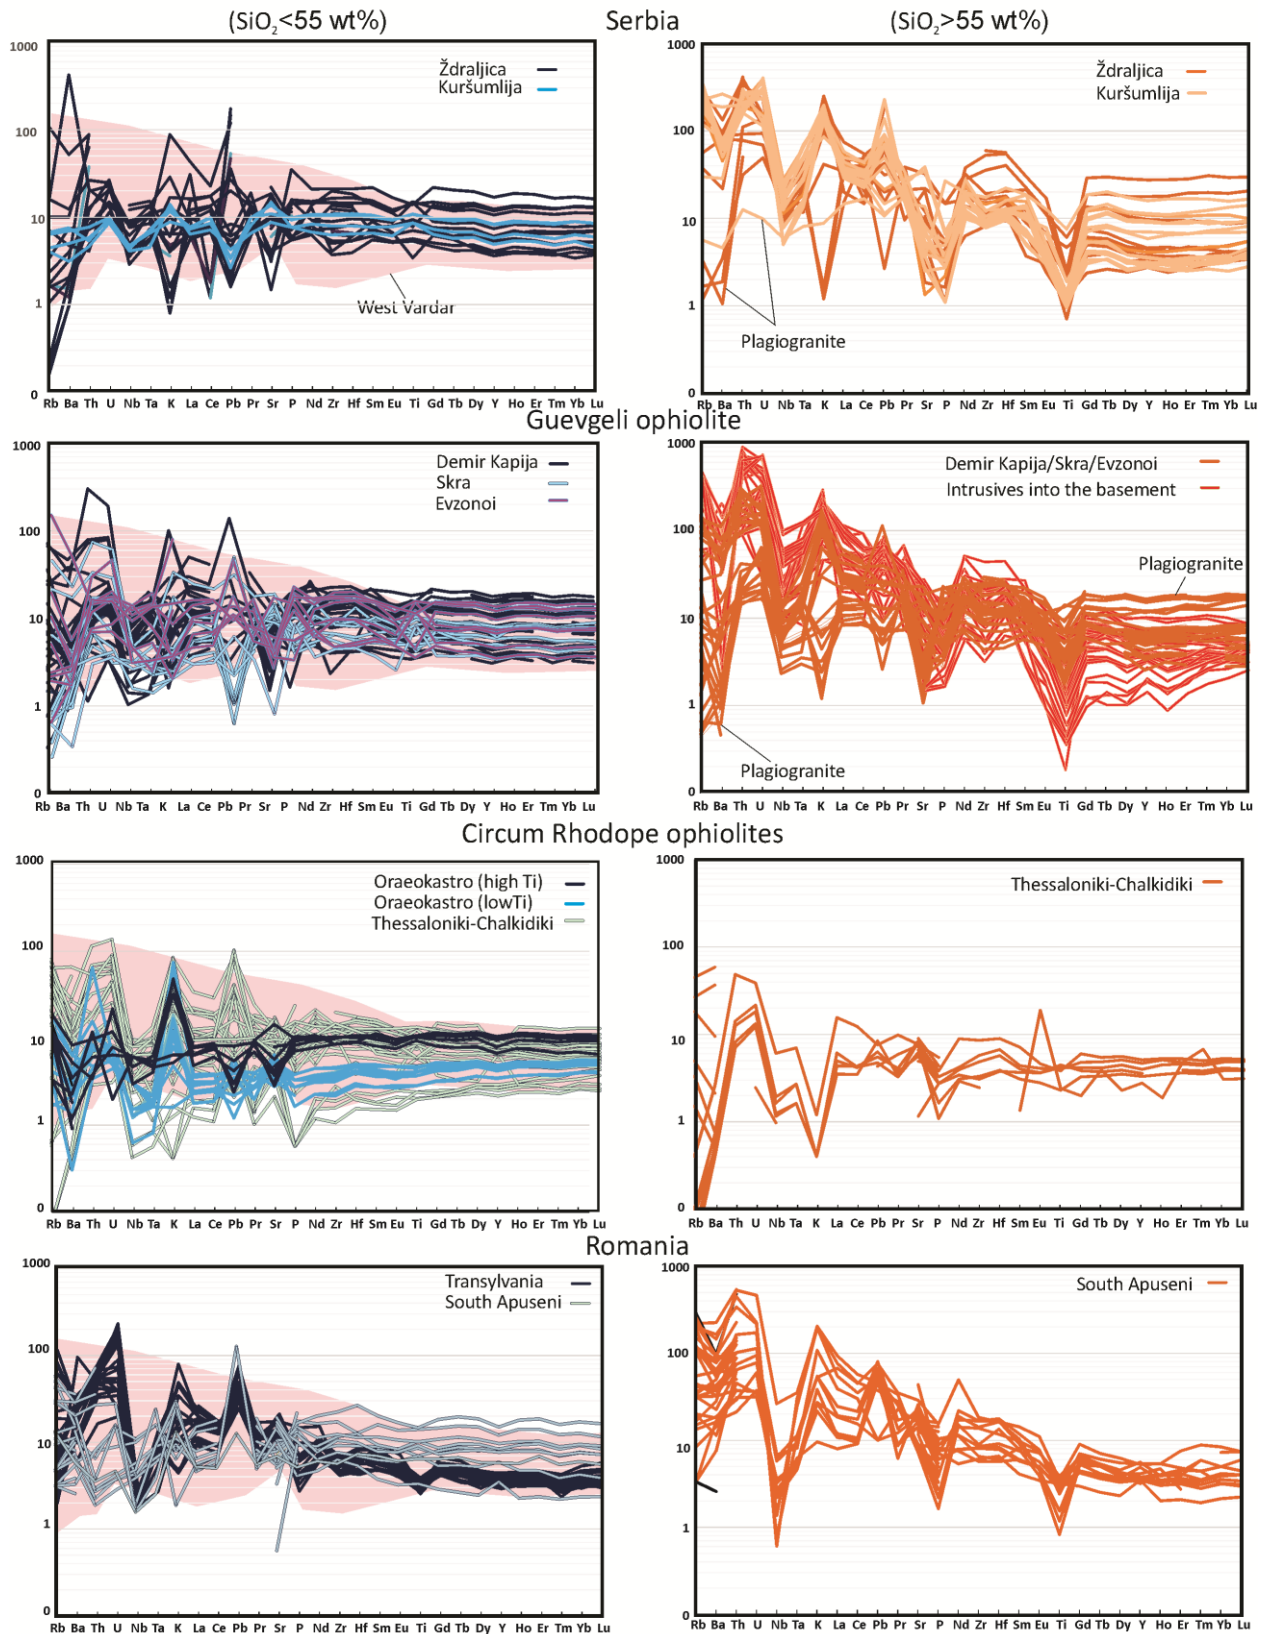 (SiO₂<55 wt%) Serbia (SiO₂>55 wt%)
1000 1000
Ždraljica Ždraljica
Kuršumlija Kuršumlija
100 100
10 10
West Vardar
1 1
Plagiogranite
0 0
Rb Ba Th U Nb Ta K La Ce Pb Pr Sr P Nd Zr Hf Sm Eu Ti Gd Tb Dy Y Ho Er Tm Yb Lu
Rb Ba Th U Nb Ta K La Ce Pb Pr Sr P Nd Zr Hf Sm Eu Ti Gd Tb Dy Y Ho Er Tm Yb Lu
Guevgeli ophiolite
1000 1000
Demir Kapija Demir Kapija/Skra/Evzonoi
Skra Intrusives into the basement
Evzonoi
100 100
Plagiogranite
10 10
1 1
Plagiogranite
0 0
Rb Ba Th U Nb Ta K La Ce Pb Pr Sr P Nd Hf Sm Eu Ti Gd Tb Dy Y Ho Er Tm Yb Lu
Rb Ba Th U Nb Ta K La Ce Pb Pr Sr P Nd Zr Hf Sm Eu Ti Gd Tb Dy Y Ho Er Tm Yb Lu
Circum Rhodope ophiolites
1000 1000
Oraeokastro (high Ti) Thessaloniki-Chalkidiki
Oraeokastro (lowTi)
Thessaloniki-Chalkidiki
100 100
10 10
1 1
0 0
Rb Ba Th U Nb Ta K La Ce Pb Pr Sr P Nd Zr Hf Sm Eu Ti Gd Tb Dy Y Ho Er Tm Yb Lu
Rb Ba Th U Nb Ta K La Ce Pb Pr Sr P Nd Zr Hf Sm Eu Ti Gd Tb Dy Y Ho Er Tm Yb Lu
Romania
1000 1000
Transylvania South Apuseni
South Apuseni
100 100
10 10
1 1
0 0
Rb Ba Th U Nb Ta K La Ce Pb Pr Sr P Nd Zr Hf Sm Eu Ti Gd Tb Dy Y Ho Er Tm Yb Lu
Rb Ba Th U Nb Ta K La Ce Pb Pr Sr P Nd Zr Hf Sm Eu Ti Gd Tb Dy Y Ho Er Tm Yb Lu